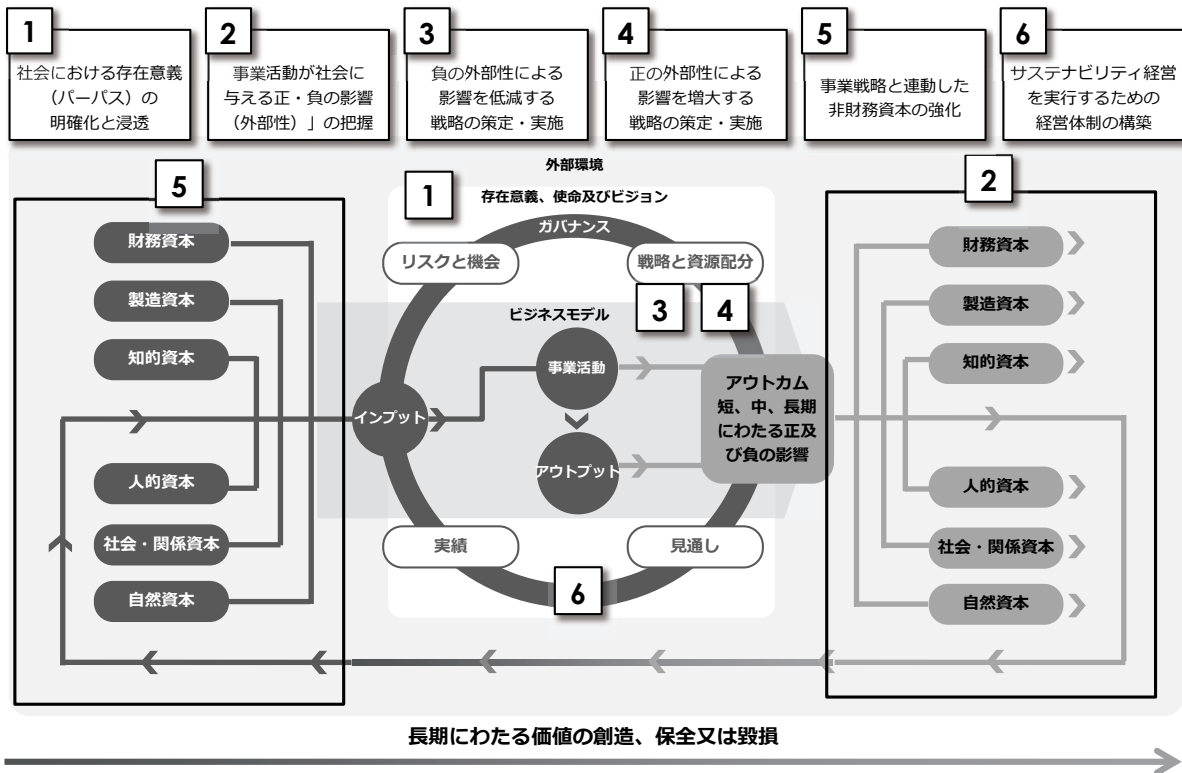 1
社会における存在意義
（パーパス）の
明確化と浸透
2
事業活動が社会に
与える正・負の影響
（外部性）」の把握
3
負の外部性による
影響を低減する
戦略の策定・実施
4
正の外部性による
影響を増大する
戦略の策定・実施
5
事業戦略と連動した
非財務資本の強化
6
サステナビリティ経営
を実行するための
経営体制の構築
外部環境
5
財務資本
製造資本
知的資本
人的資本
社会・関係資本
自然資本
1
存在意義、使命及びビジョン
ガバナンス
リスクと機会
戦略と資源配分
3
4
ビジネスモデル
インプット
事業活動
アウトプット
アウトカム
短、中、長期
にわたる正及
び負の影響
実績
見通し
6
2
財務資本
製造資本
知的資本
人的資本
社会・関係資本
自然資本
長期にわたる価値の創造、保全又は毀損